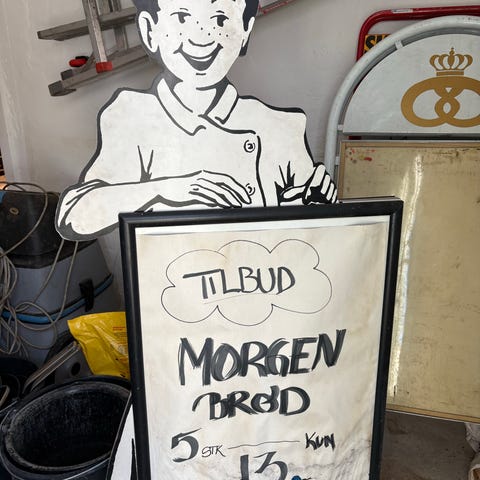 TILBUD
MORGEN
BRØD
5 STK KUN
13.